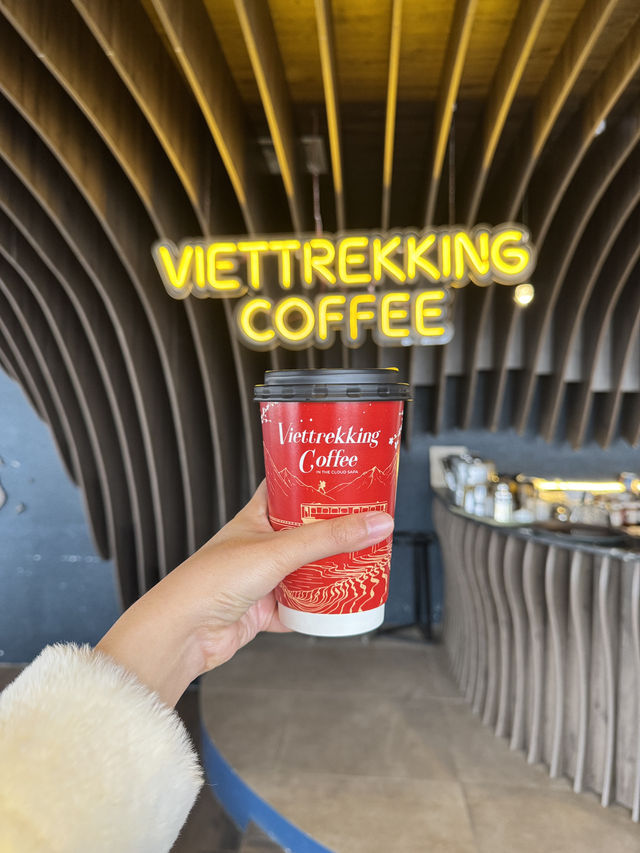 VIETTREKKING
COFFEE
Viettrekking
Coffee
IN THE CLOUD SAPA